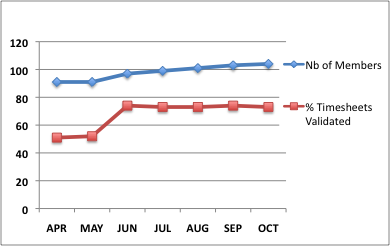 120
100
80
60
40
20
0
APR MAY JUN JUL AUG SEP OCT
Nb of Members
% Timesheets
Validated